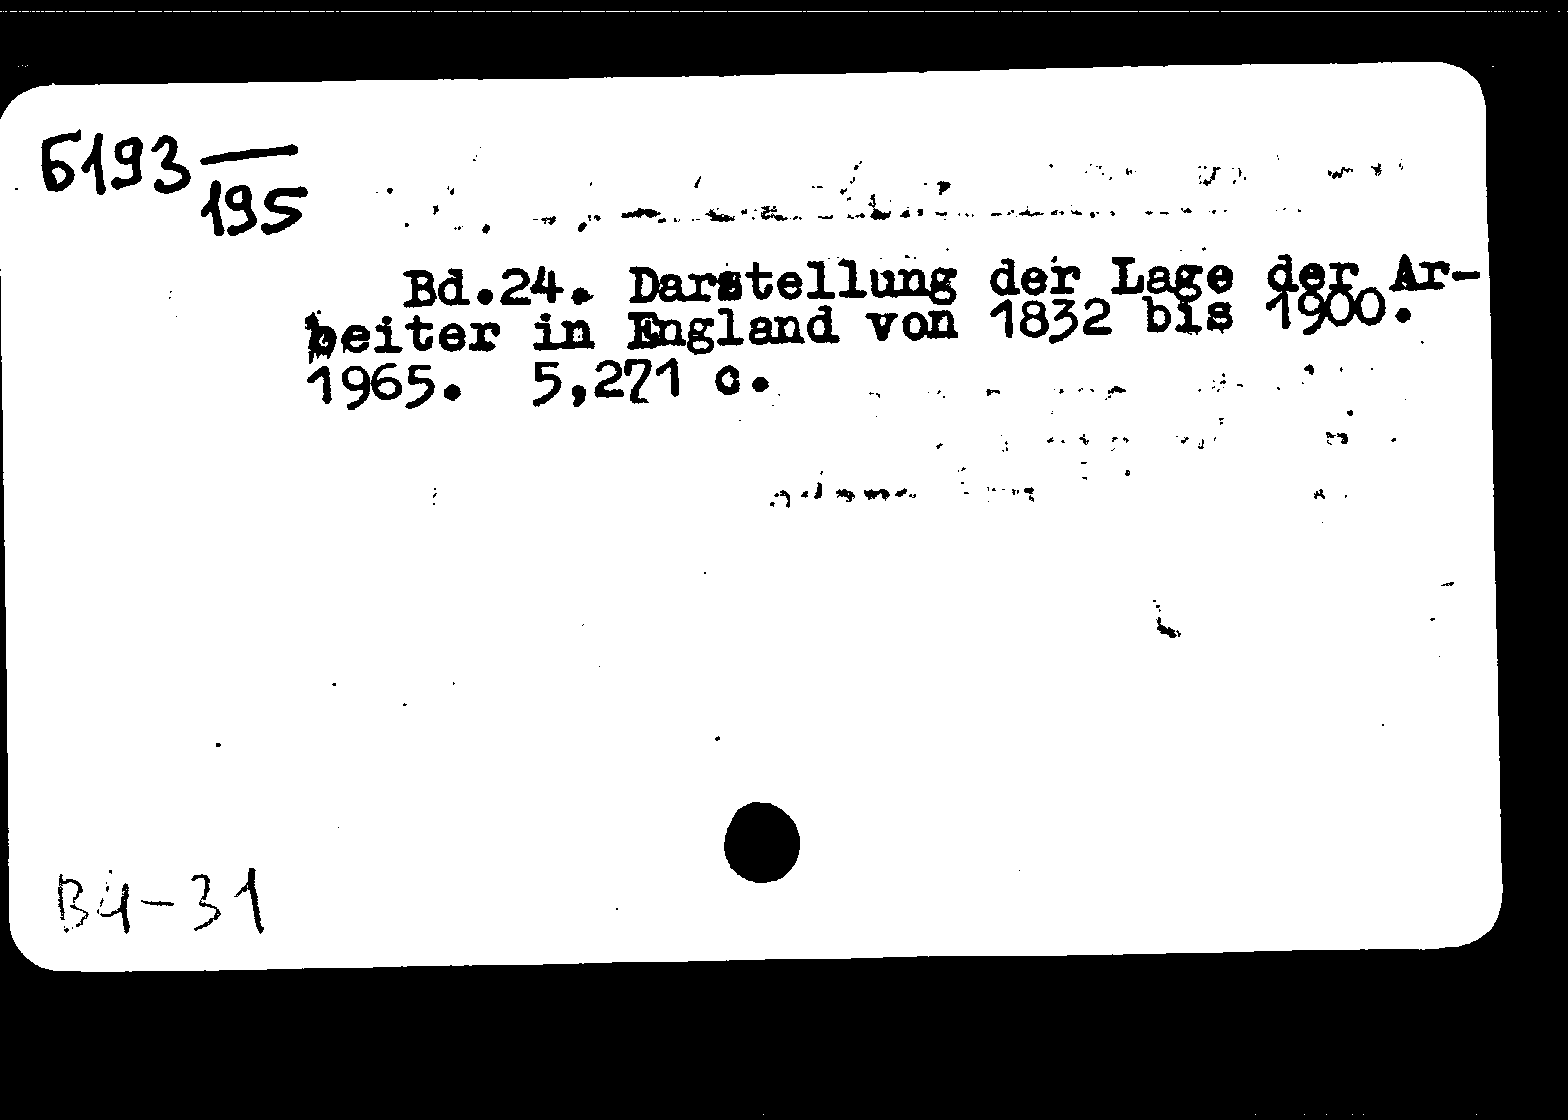 Б193
195
Bd.24. Darstellung der Lage der Ar-
beiter in England von 1832 bis 1900.
1965. 5,271 с.
В4-31